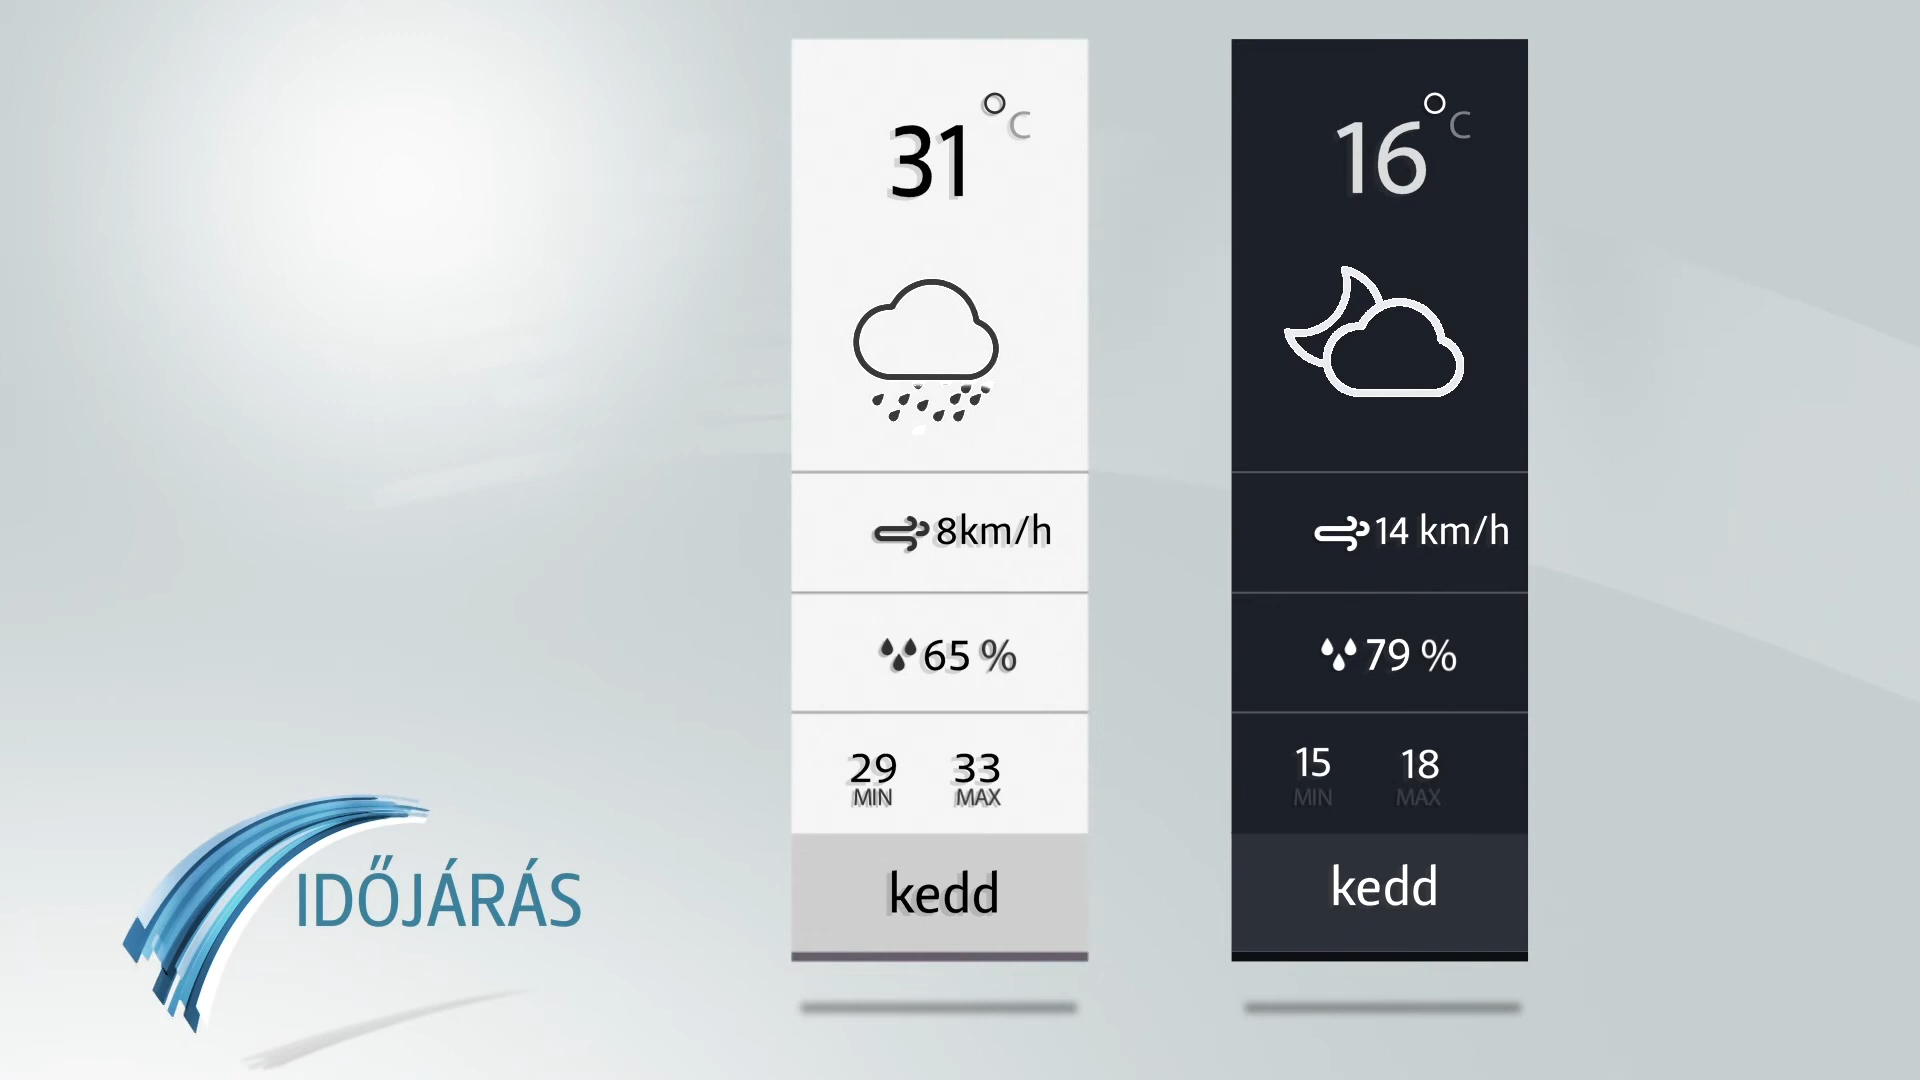 31 °C
8km/h
65 %
29 33
MIN MAX
kedd
16 °C
14 km/h
79 %
15 18
MIN MAX
kedd
IDŐJÁRÁS